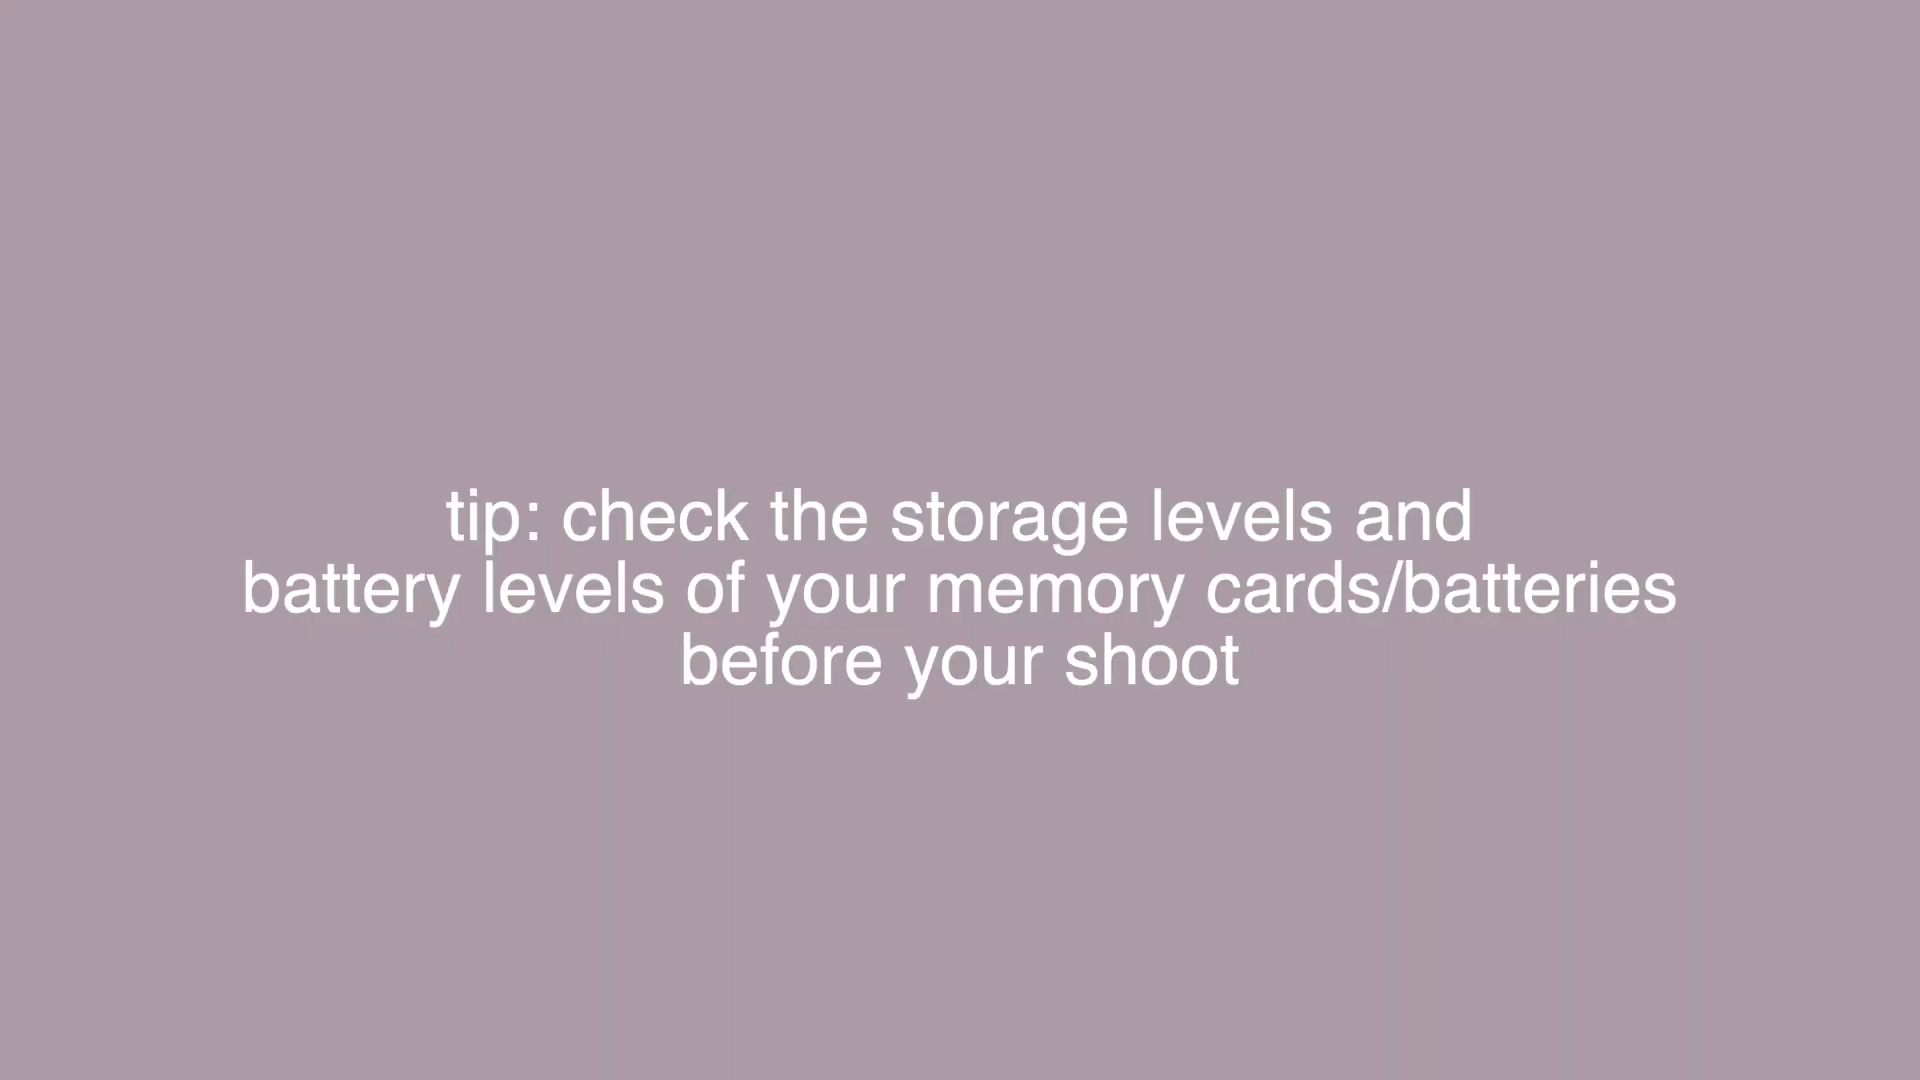 tip: check the storage levels and
battery levels of your memory cards/batteries
before your shoot